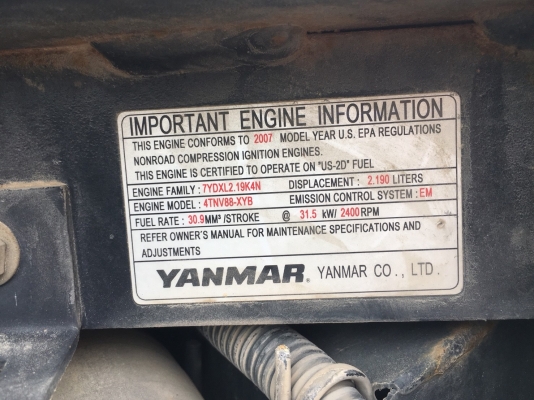 IMPORTANT ENGINE INFORMATION
THIS ENGINE CONFORMS TO 2007 MODEL YEAR U.S. EPA REGULATIONS
NONROAD COMPRESSION IGNITION ENGINES.
THIS ENGINE IS CERTIFIED TO OPERATE ON "US-2D" FUEL
ENGINE FAMILY : 7YDXL2.19K4N DISPLACEMENT : 2.190 LITERS
ENGINE MODEL : 4TNV88-XYB EMISSION CONTROL SYSTEM : EM
FUEL RATE : 30.9MM³/STROKE @ 31.5 kW/ 2400RPM
REFER OWNER'S MANUAL FOR MAINTENANCE SPECIFICATIONS AND
ADJUSTMENTS
YANMAR. YANMAR CO., LTD.